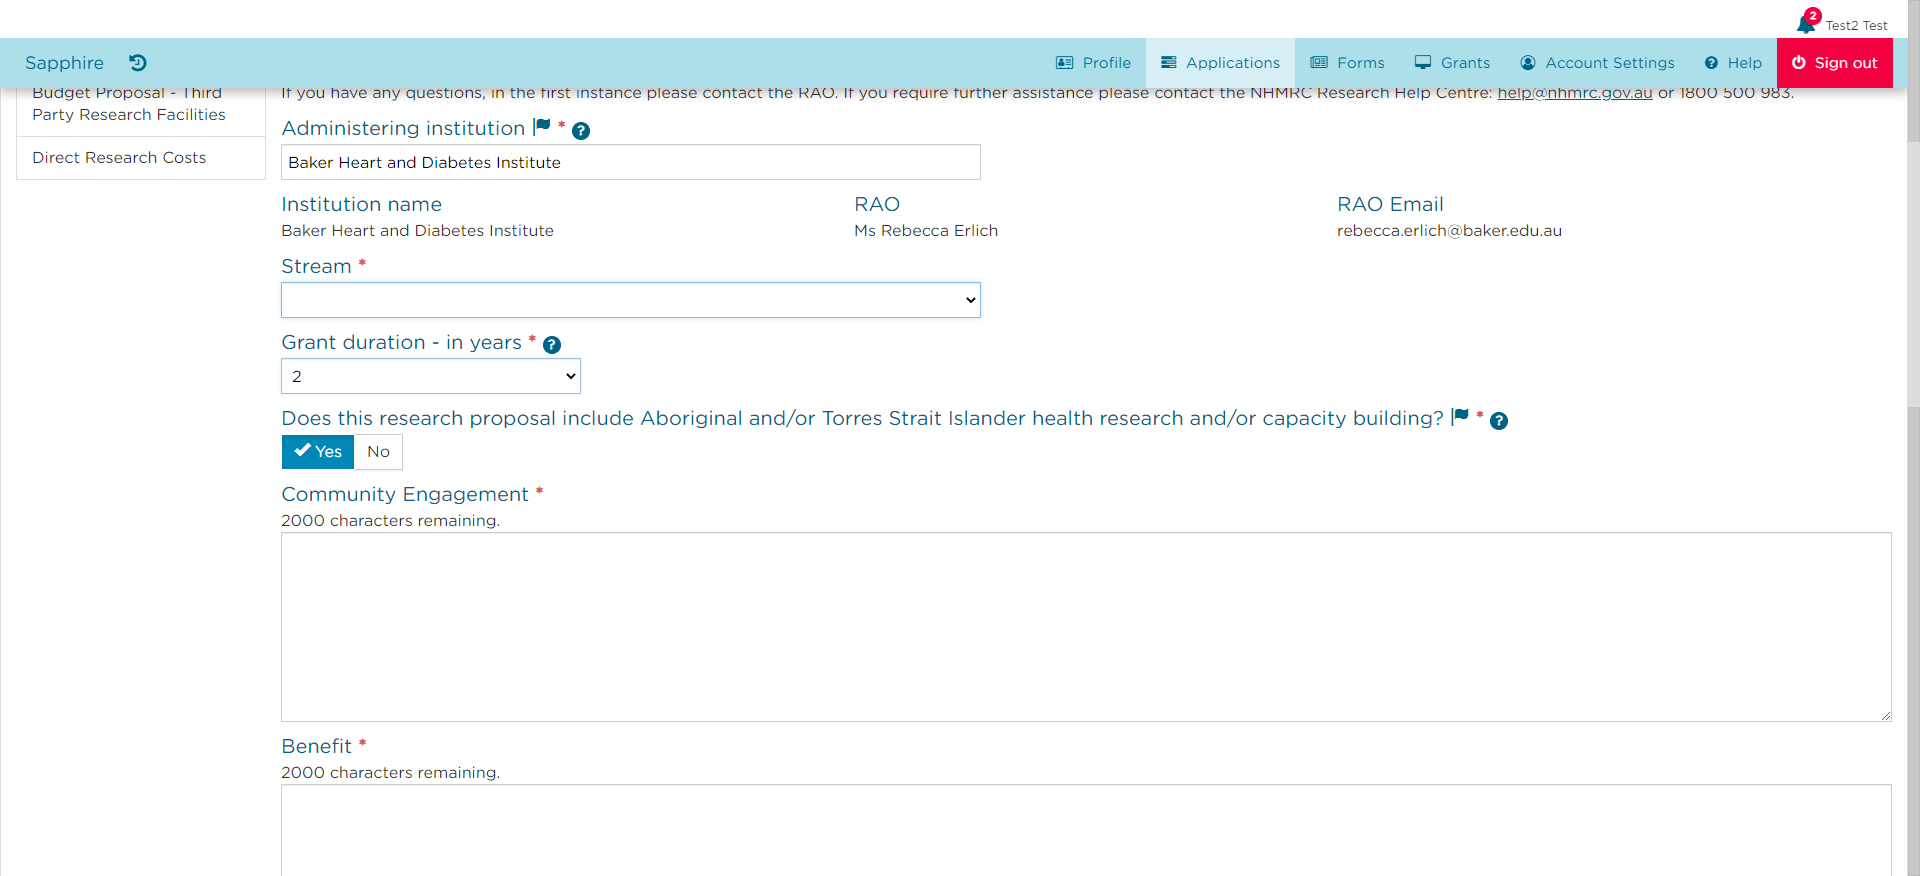 2
Test2 Test
Sapphire
Profile
Applications
Forms
Grants
Account Settings
Help
Sign out
Budget Proposal - Third
Party Research Facilities
Direct Research Costs
If you have any questions, in the first instance please contact the RAO. If you require further assistance please contact the NHMRC Research Help Centre: help@nhmrc.gov.au or 1800 500 983.
Administering institution * ?
Baker Heart and Diabetes Institute
Institution name
RAO
RAO Email
Baker Heart and Diabetes Institute
Ms Rebecca Erlich
rebecca.erlich@baker.edu.au
Stream *
Grant duration - in years * ?
2
Does this research proposal include Aboriginal and/or Torres Strait Islander health research and/or capacity building? * ?
Yes
No
Community Engagement *
2000 characters remaining.
Benefit *
2000 characters remaining.